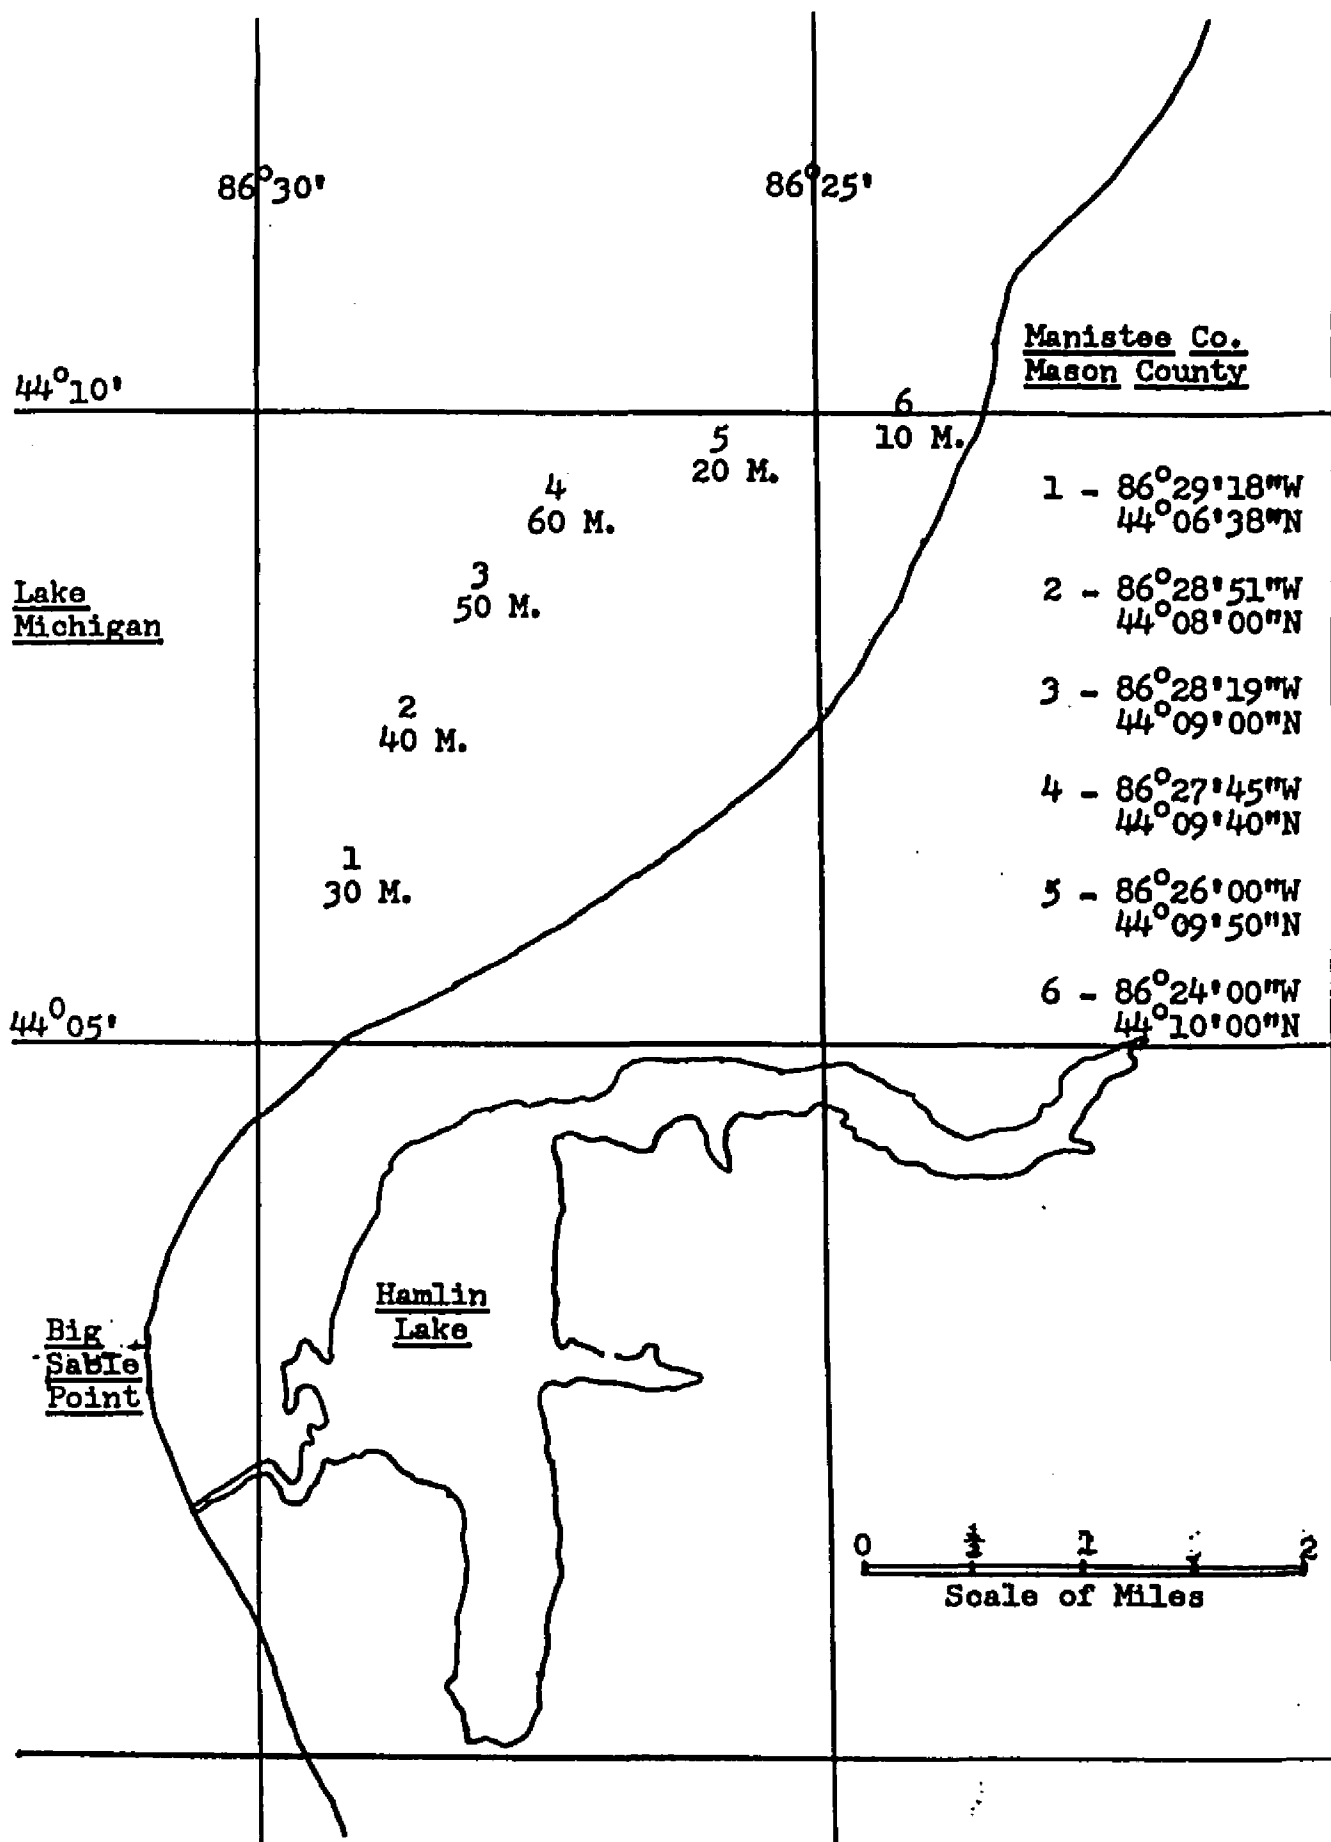 86°30' 86°25'
Manistee Co.
Mason County
44°10'
6
10 M.
5
20 M.
4
60 M.
1 - 86°29'18"W
44°06'38"N
3
50 M.
Lake
Michigan
2 - 86°28'51"W
44°08'00"N
2
40 M.
3 - 86°28'19"W
44°09'00"N
4 - 86°27'45"W
44°09'40"N
1
30 M.
5 - 86°26'00"W
44°09'50"N
6 - 86°24'00"W
44°10'00"N
44°05'
Hamlin
Lake
Big
Sable
Point
0 1 2
Scale of Miles